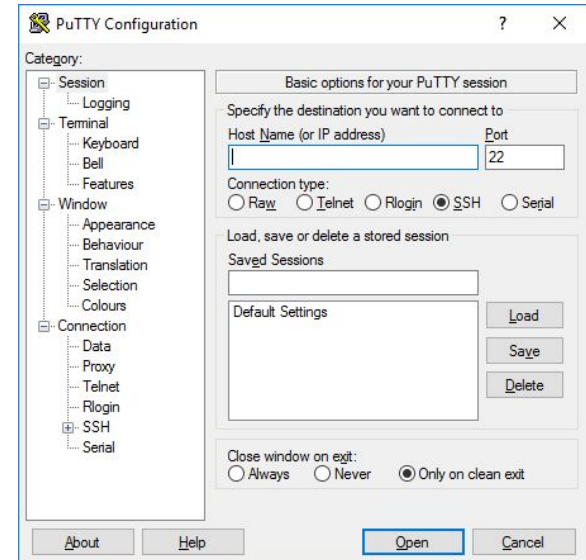 PuTTY Configuration
?
Category:
Session
Logging
Terminal
Keyboard
Bell
Features
Window
Appearance
Behaviour
Translation
Selection
Colours
Connection
Data
Proxy
Telnet
Rlogin
SSH
Serial
Basic options for your PuTTY session
Specify the destination you want to connect to
Host Name (or IP address) Port
22
Connection type:
Raw Telnet Rlogin SSH Serial
Load, save or delete a stored session
Saved Sessions
Default Settings
Load
Save
Delete
Close window on exit:
Always Never Only on clean exit
About Help Open Cancel